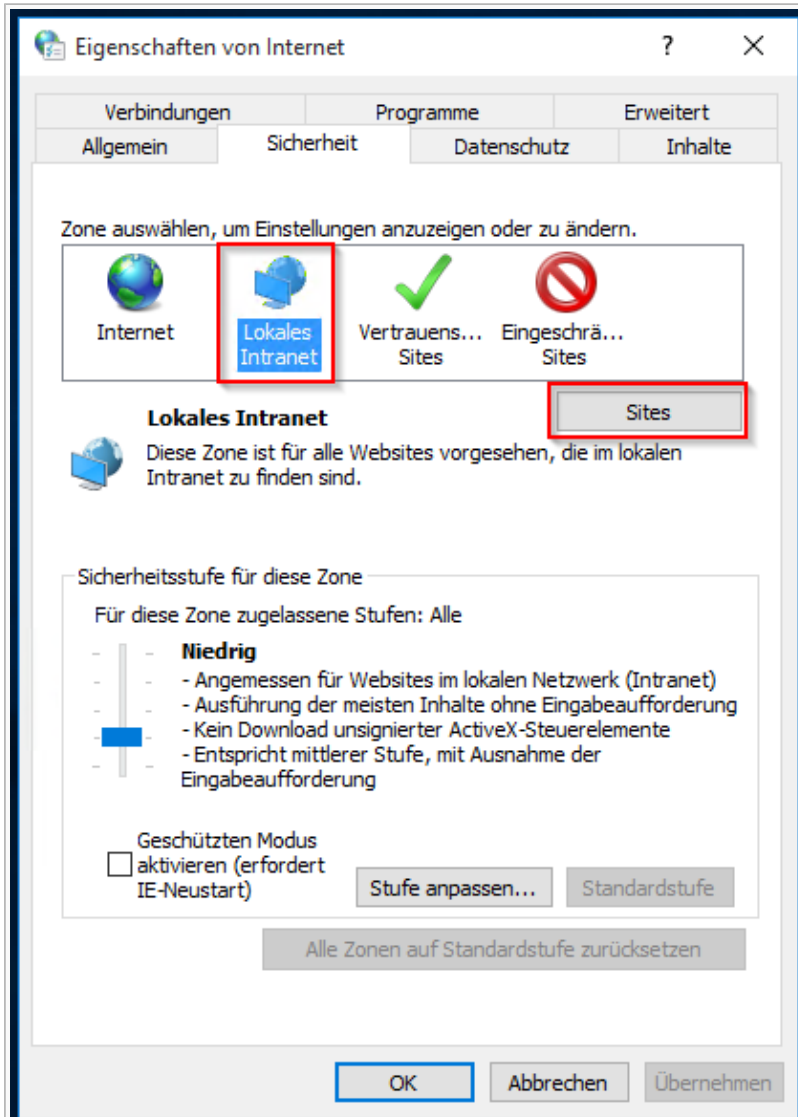 Eigenschaften von Internet
?
Verbindungen Programme Erweitert
Allgemein Sicherheit Datenschutz Inhalte
Zone auswählen, um Einstellungen anzuzeigen oder zu ändern.
Internet
Lokales
Intranet
Vertrauens...
Sites
Eingeschrä...
Sites
Sites
Lokales Intranet
Diese Zone ist für alle Websites vorgesehen, die im lokalen
Intranet zu finden sind.
Sicherheitsstufe für diese Zone
Für diese Zone zugelassene Stufen: Alle
Niedrig
- Angemessen für Websites im lokalen Netzwerk (Intranet)
- Ausführung der meisten Inhalte ohne Eingabeaufforderung
- Kein Download unsignierter ActiveX-Steuerelemente
- Entspricht mittlerer Stufe, mit Ausnahme der
Eingabeaufforderung
Geschützten Modus
aktivieren (erfordert
IE-Neustart)
Stufe anpassen... Standardstufe
Alle Zonen auf Standardstufe zurücksetzen
OK Abbrechen Übernehmen